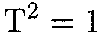 T² = 1